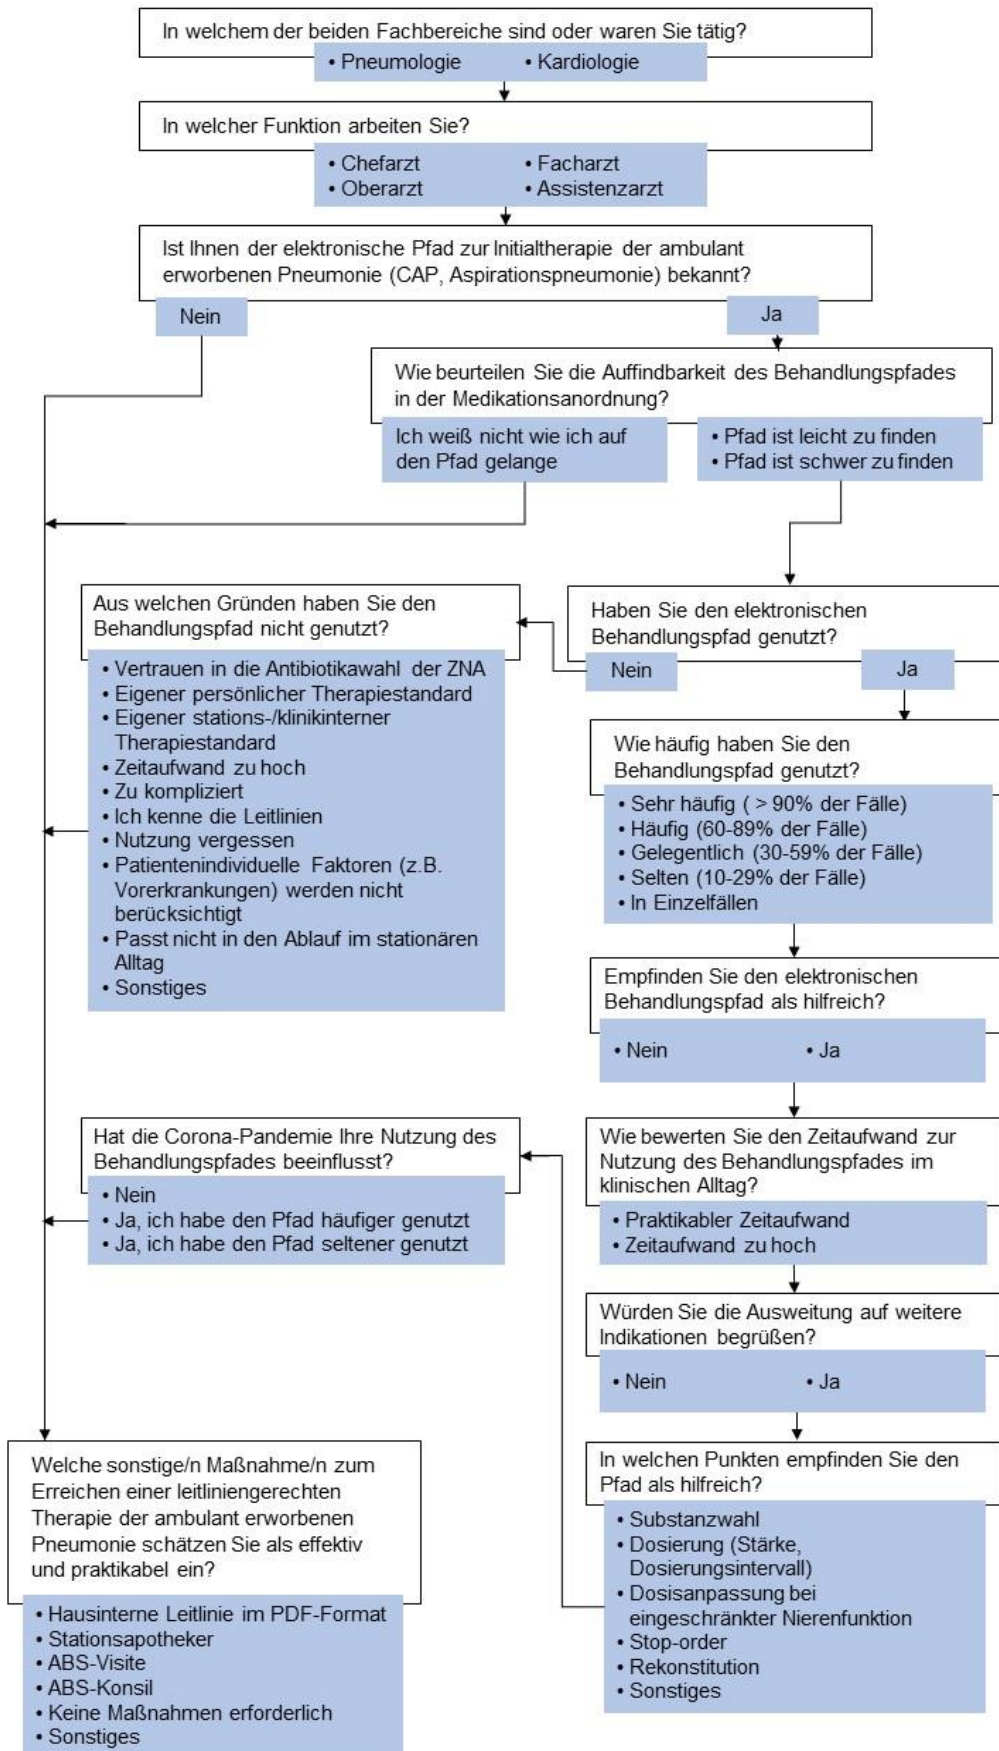 In welchem der beiden Fachbereiche sind oder waren Sie tätig?
• Pneumologie • Kardiologie
In welcher Funktion arbeiten Sie?
• Chefarzt • Facharzt
• Oberarzt • Assistenzarzt
Ist Ihnen der elektronische Pfad zur Initialtherapie der ambulant
erworbenen Pneumonie (CAP, Aspirationspneumonie) bekannt?
Nein Ja
Wie beurteilen Sie die Auffindbarkeit des Behandlungspfades
in der Medikationsanordnung?
Ich weiß nicht wie ich auf
den Pfad gelange
• Pfad ist leicht zu finden
• Pfad ist schwer zu finden
Haben Sie den elektronischen
Behandlungspfad genutzt?
Nein Ja
Aus welchen Gründen haben Sie den
Behandlungspfad nicht genutzt?
• Vertrauen in die Antibiotikawahl der ZNA
• Eigener persönlicher Therapiestandard
• Eigener stations-/klinikinterner
Therapiestandard
• Zeitaufwand zu hoch
• Zu kompliziert
• Ich kenne die Leitlinien
• Nutzung vergessen
• Patientenindividuelle Faktoren (z.B.
Vorerkrankungen) werden nicht
berücksichtigt
• Passt nicht in den Ablauf im stationären
Alltag
• Sonstiges
Wie häufig haben Sie den
Behandlungspfad genutzt?
• Sehr häufig ( > 90% der Fälle)
• Häufig (60-89% der Fälle)
• Gelegentlich (30-59% der Fälle)
• Selten (10-29% der Fälle)
• In Einzelfällen
Empfinden Sie den elektronischen
Behandlungspfad als hilfreich?
• Nein • Ja
Wie bewerten Sie den Zeitaufwand zur
Nutzung des Behandlungspfades im
klinischen Alltag?
• Praktikabler Zeitaufwand
• Zeitaufwand zu hoch
Würden Sie die Ausweitung auf weitere
Indikationen begrüßen?
• Nein • Ja
In welchen Punkten empfinden Sie den
Pfad als hilfreich?
• Substanzwahl
• Dosierung (Stärke,
Dosierungsintervall)
• Dosisanpassung bei
eingeschränkter Nierenfunktion
• Stop-order
• Rekonstitution
• Sonstiges
Hat die Corona-Pandemie Ihre Nutzung des
Behandlungspfades beeinflusst?
• Nein
• Ja, ich habe den Pfad häufiger genutzt
• Ja, ich habe den Pfad seltener genutzt
Welche sonstige/n Maßnahme/n zum
Erreichen einer leitliniengerechten
Therapie der ambulant erworbenen
Pneumonie schätzen Sie als effektiv
und praktikabel ein?
• Hausinterne Leitlinie im PDF-Format
• Stationsapotheker
• ABS-Visite
• ABS-Konsil
• Keine Maßnahmen erforderlich
• Sonstiges